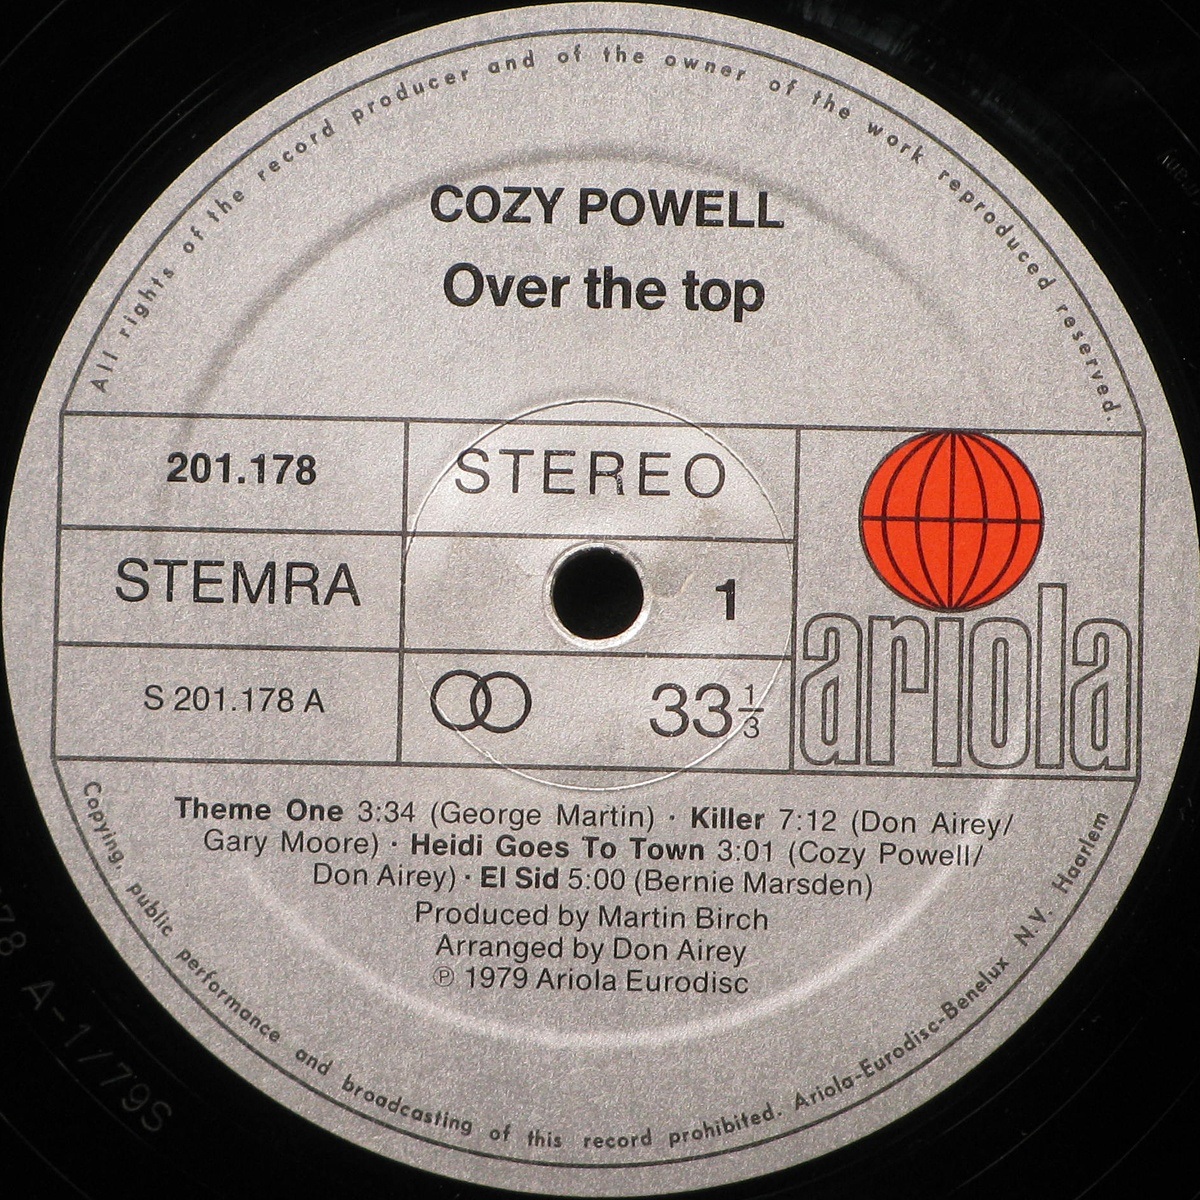 All rights of the record producer and of the owner of the work reproduced reserved.
COZY POWELL
Over the top
201.178
STEREO
STEMRA
1
S 201.178 A
33 1/3
ariola
Theme One 3:34 (George Martin) · Killer 7:12 (Don Airey/
Gary Moore) · Heidi Goes To Town 3:01 (Cozy Powell/
Don Airey) · El Sid 5:00 (Bernie Marsden)
Produced by Martin Birch
Arranged by Don Airey
℗ 1979 Ariola Eurodisc
Copying, public performance and broadcasting of this record prohibited. Ariola-Eurodisc-Benelux N.V. Haarlem
78 A-1/79S